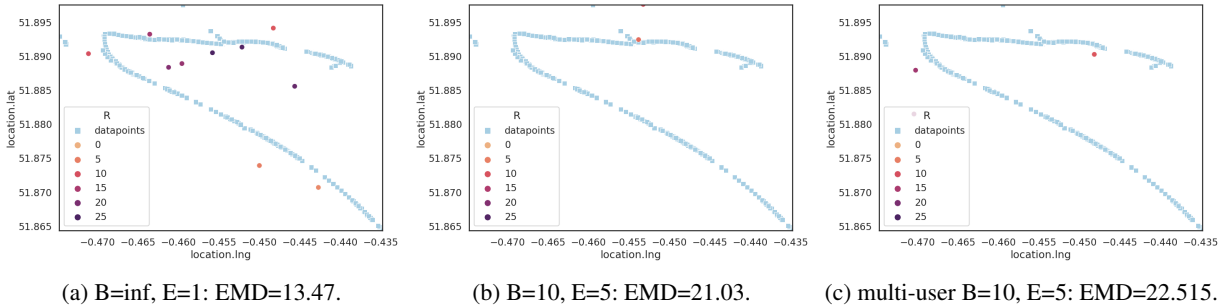 51.895
51.890
51.885
51.880
51.875
51.870
51.865
location.lat
R
datapoints
0
5
10
15
20
25
−0.470 −0.465 −0.460 −0.455 −0.450 −0.445 −0.440 −0.435
location.lng
(a) B=inf, E=1: EMD=13.47.
51.895
51.890
51.885
51.880
51.875
51.870
51.865
location.lat
R
datapoints
0
5
10
15
20
25
−0.470 −0.465 −0.460 −0.455 −0.450 −0.445 −0.440 −0.435
location.lng
(b) B=10, E=5: EMD=21.03.
51.895
51.890
51.885
51.880
51.875
51.870
51.865
location.lat
R
datapoints
0
5
10
15
20
25
−0.470 −0.465 −0.460 −0.455 −0.450 −0.445 −0.440 −0.435
location.lng
(c) multi-user B=10, E=5: EMD=22.515.